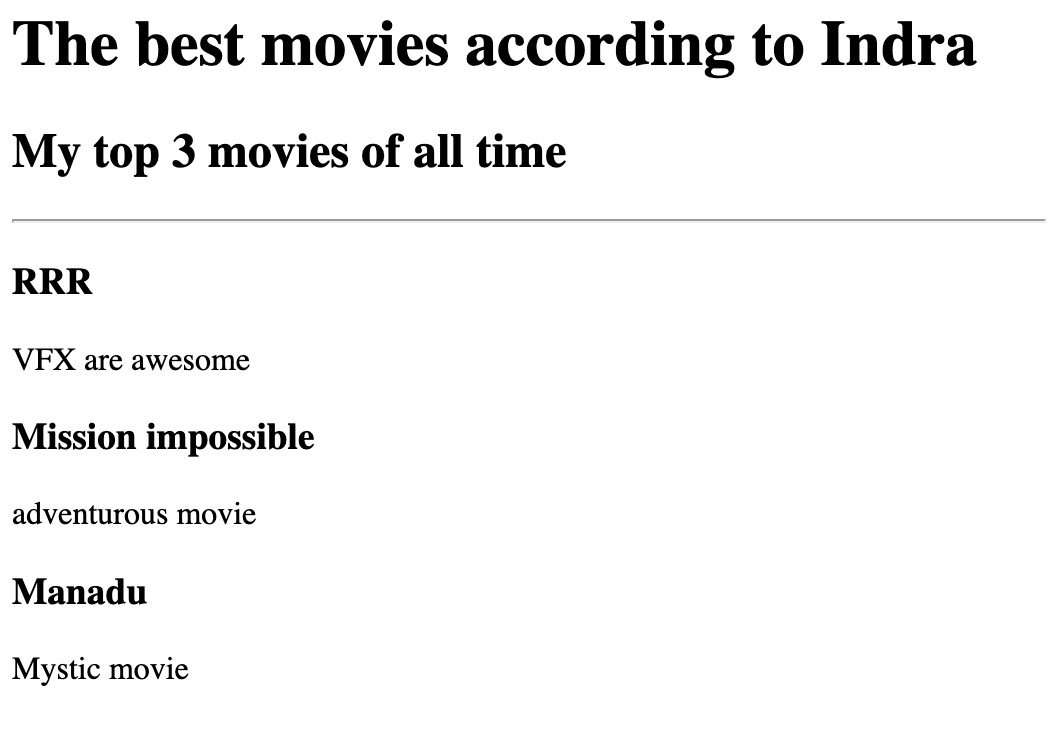 The best movies according to Indra
My top 3 movies of all time
RRR
VFX are awesome
Mission impossible
adventurous movie
Manadu
Mystic movie